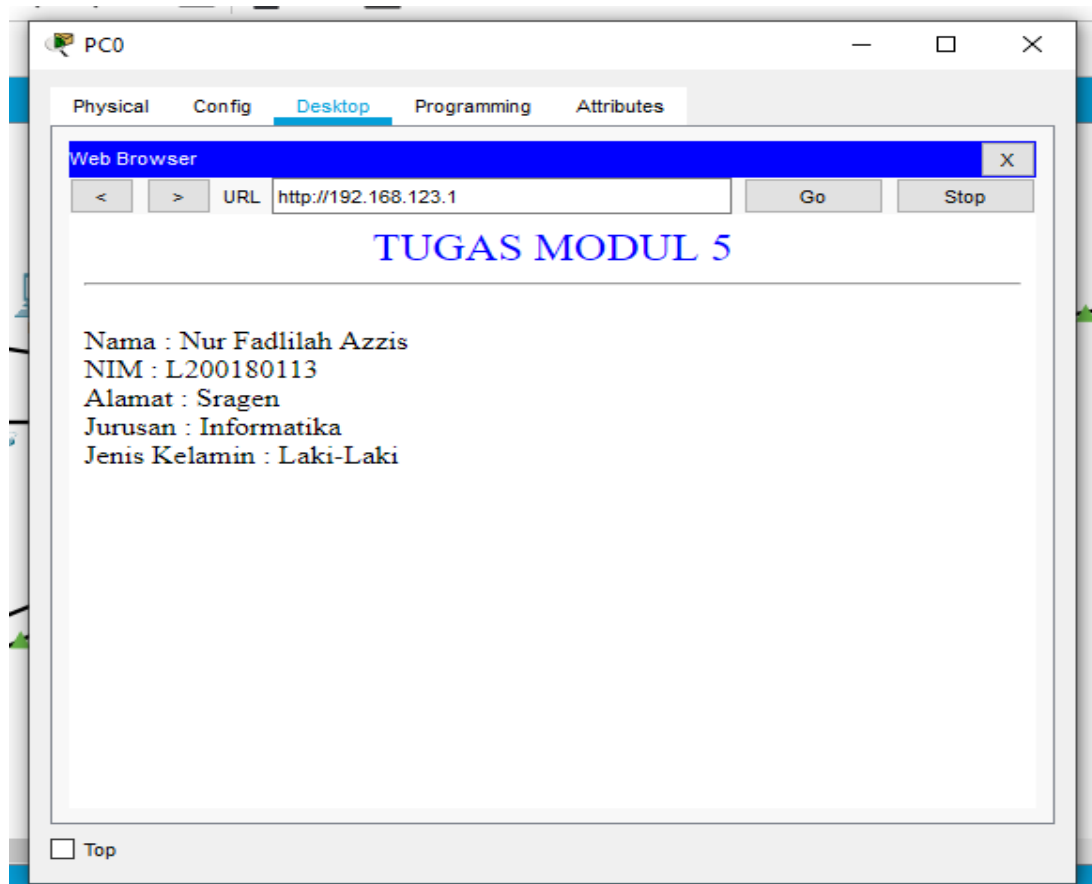 PC0
Physical Config Desktop Programming Attributes
Web Browser X
< > URL http://192.168.123.1 Go Stop
TUGAS MODUL 5
Nama : Nur Fadlilah Azzis
NIM : L200180113
Alamat : Sragen
Jurusan : Informatika
Jenis Kelamin : Laki-Laki
Top